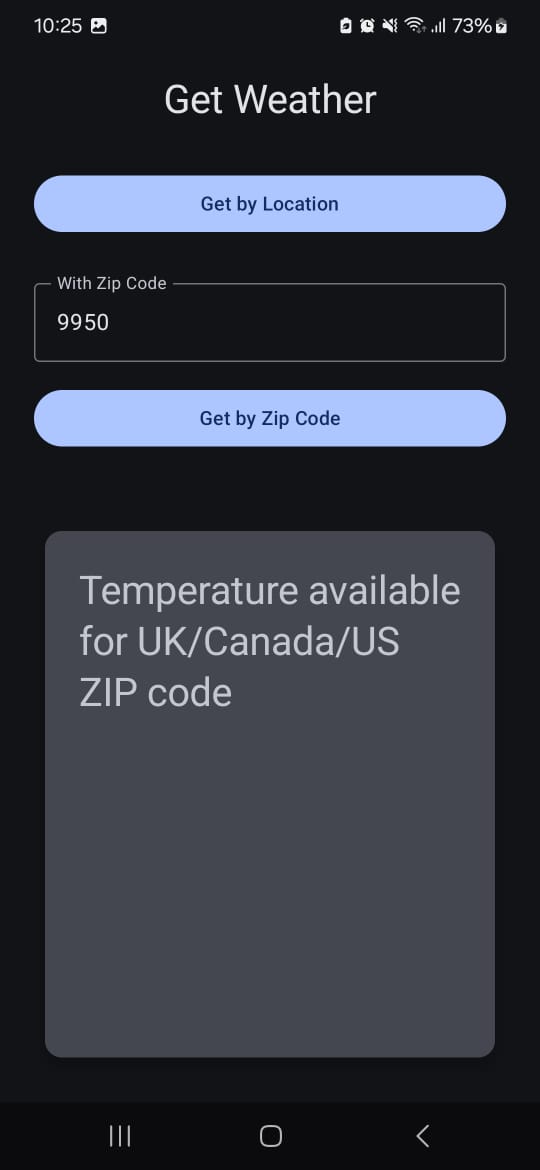 10:25 73%
Get Weather
Get by Location
With Zip Code
9950
Get by Zip Code
Temperature available
for UK/Canada/US
ZIP code